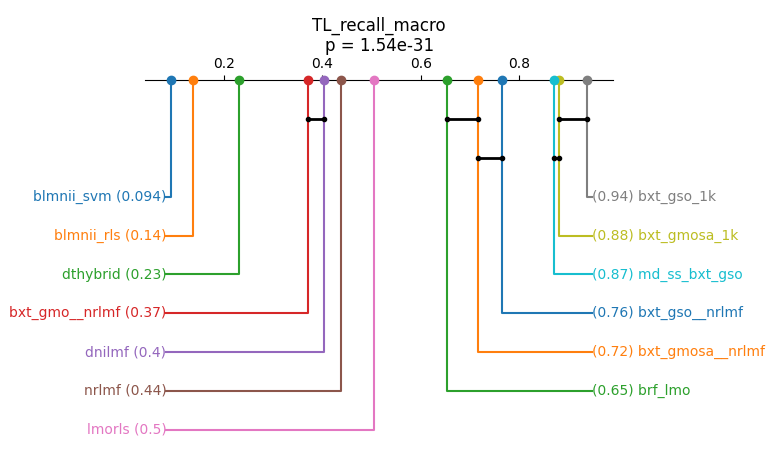 TL_recall_macro
p = 1.54e-31
0.2 0.4 0.6 0.8
blmnii_svm (0.094) (0.94) bxt_gso_1k
blmnii_rls (0.14) (0.88) bxt_gmosa_1k
dthybrid (0.23) (0.87) md_ss_bxt_gso
bxt_gmo__nrlmf (0.37) (0.76) bxt_gso__nrlmf
dnilmf (0.4) (0.72) bxt_gmosa__nrlmf
nrlmf (0.44) (0.65) brf_lmo
lmorls (0.5)